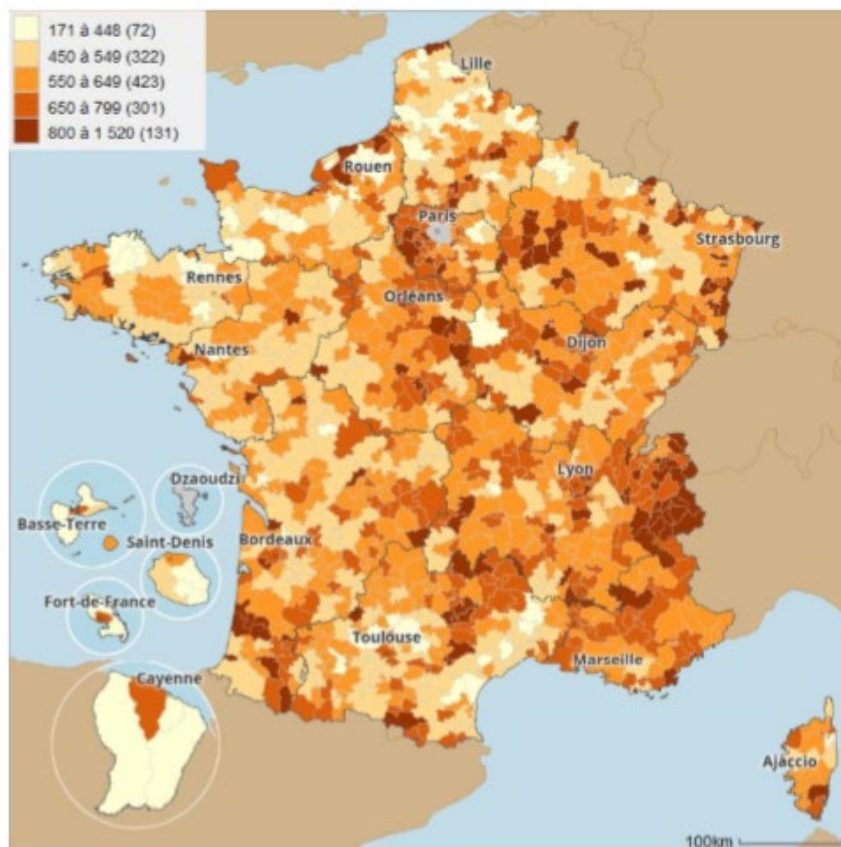 171 à 448 (72)
450 à 549 (322)
550 à 649 (423)
650 à 799 (301)
800 à 1 520 (131)
Lille
Rouen
Paris
Strasbourg
Rennes
Orléans
Nantes
Dijon
Lyon
Dzaoudzi
Basse-Terre
Saint-Denis
Bordeaux
Fort-de-France
Toulouse
Marseille
Cayenne
Ajaccio
100km